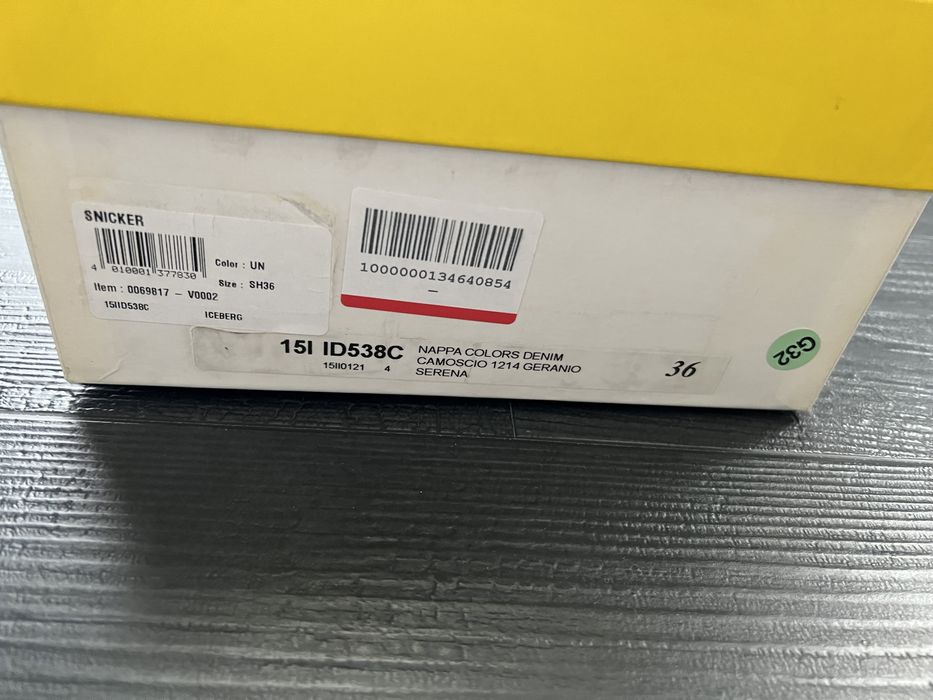 SNICKER
4 010001 377830
Color : UN
Size : SH36
Item : 0069817 - V0002
15IID538C
ICEBERG
1000000134640854
-
15I ID538C
15II0121 4
NAPPA COLORS DENIM
CAMOSCIO 1214 GERANIO
SERENA
36
G32